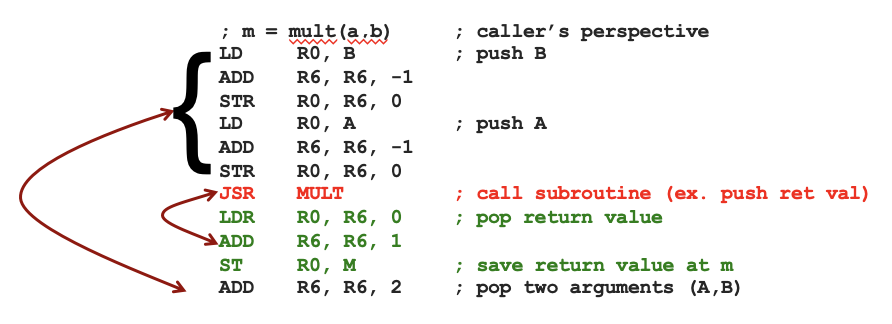 ; m = mult(a,b) ; caller’s perspective
LD R0, B ; push B
ADD R6, R6, -1
STR R0, R6, 0
LD R0, A ; push A
ADD R6, R6, -1
STR R0, R6, 0
JSR MULT ; call subroutine (ex. push ret val)
LDR R0, R6, 0 ; pop return value
ADD R6, R6, 1
ST R0, M ; save return value at m
ADD R6, R6, 2 ; pop two arguments (A,B)